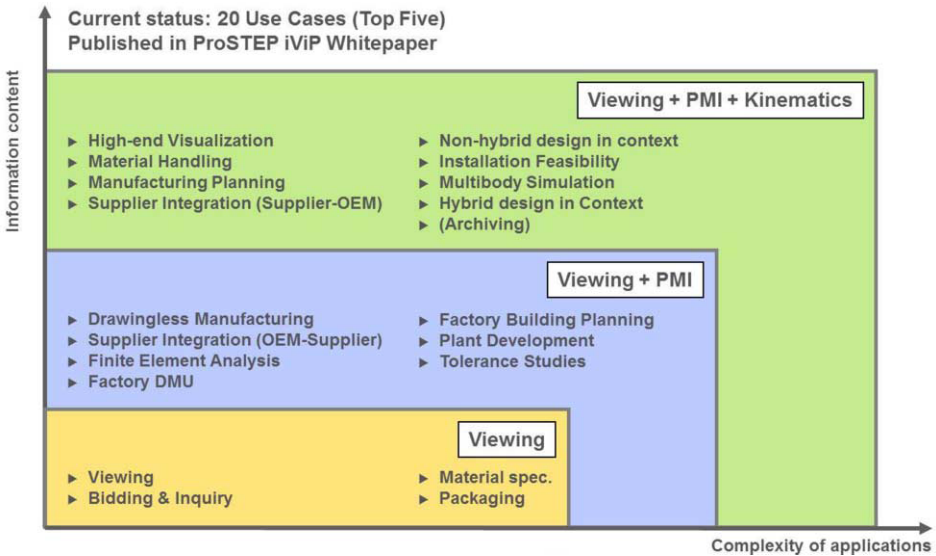 Current status: 20 Use Cases (Top Five)
Published in ProSTEP iViP Whitepaper
Information content
Viewing + PMI + Kinematics
High-end Visualization
Material Handling
Manufacturing Planning
Supplier Integration (Supplier-OEM)
Non-hybrid design in context
Installation Feasibility
Multibody Simulation
Hybrid design in Context
(Archiving)
Viewing + PMI
Drawingless Manufacturing
Supplier Integration (OEM-Supplier)
Finite Element Analysis
Factory DMU
Factory Building Planning
Plant Development
Tolerance Studies
Viewing
Viewing
Bidding & Inquiry
Material spec.
Packaging
Complexity of applications